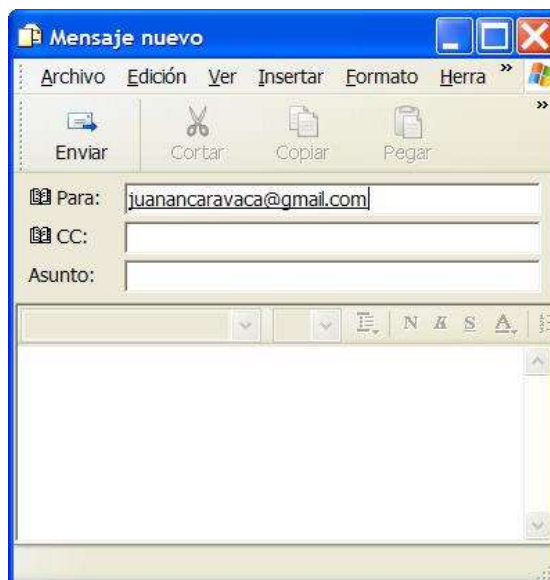 Mensaje nuevo
Archivo Edición Ver Insertar Formato Herra »
Enviar Cortar Copiar Pegar »
Para: juanancaravaca@gmail.com
CC:
Asunto:
N K S A